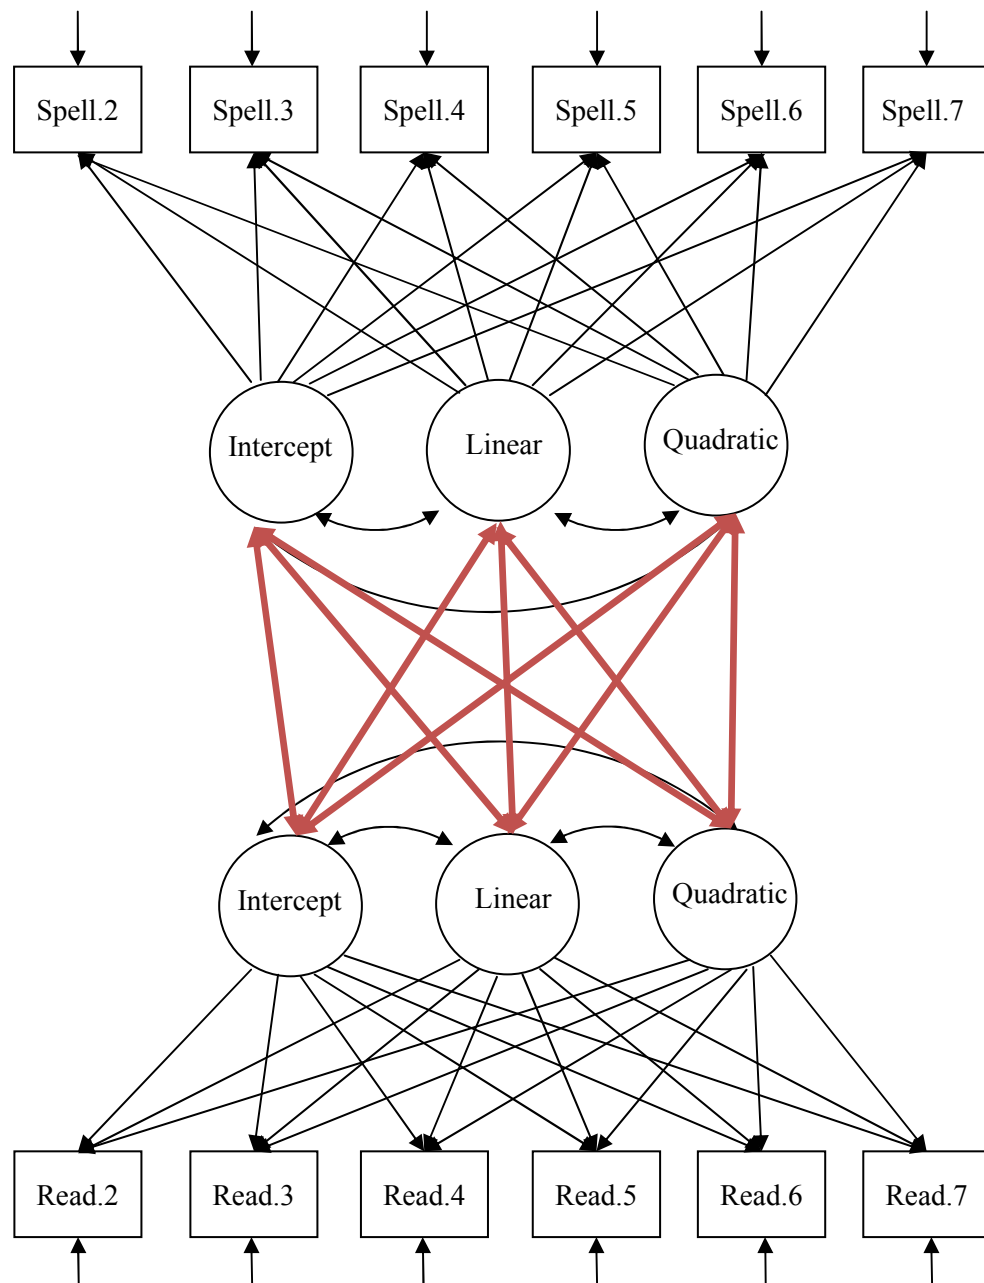 Spell.2 Spell.3 Spell.4 Spell.5 Spell.6 Spell.7
Intercept Linear Quadratic
Intercept Linear Quadratic
Read.2 Read.3 Read.4 Read.5 Read.6 Read.7